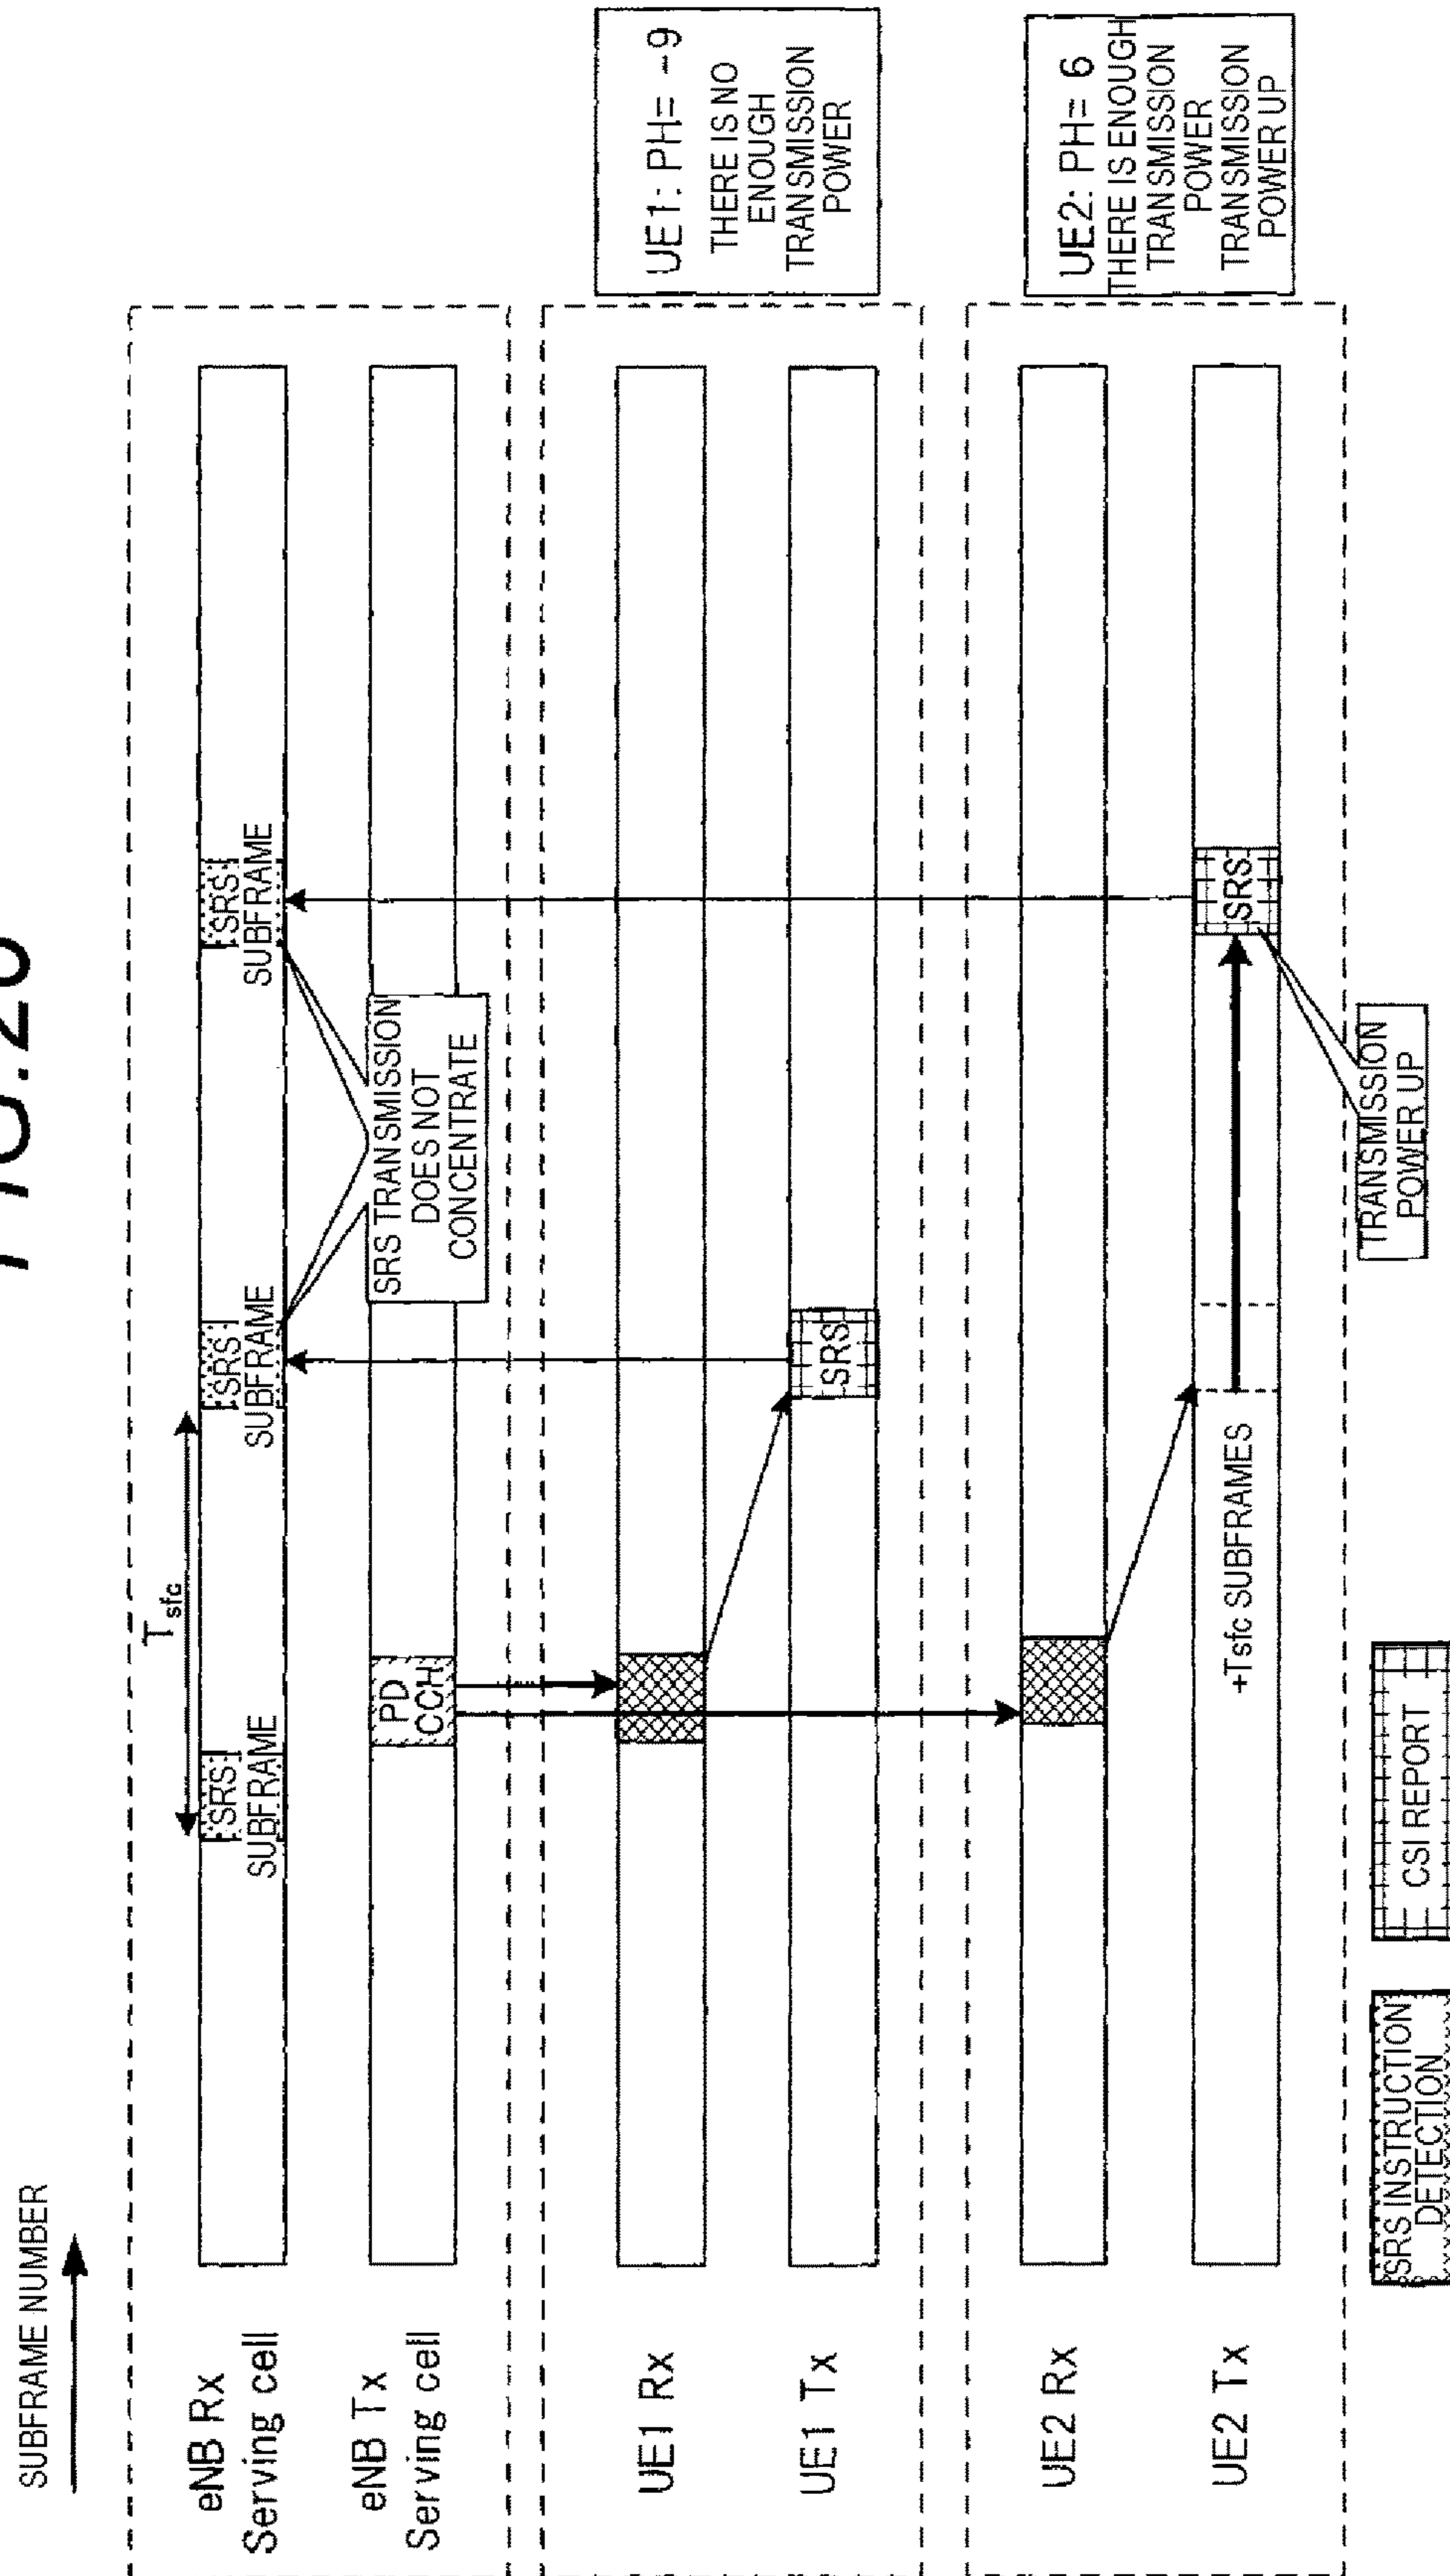 SUBFRAME NUMBER
T sfc
eNB Rx
Serving cell
SRS
SUBFRAME
SRS
SUBFRAME
SRS
SUBFRAME
eNB Tx
Serving cell
PD
CCH
SRS TRANSMISSION
DOES NOT
CONCENTRATE
UE1 Rx
UE1 Tx
SRS
UE1: PH= -9
THERE IS NO
ENOUGH
TRANSMISSION
POWER
UE2 Rx
UE2 Tx
+Tsfc SUBFRAMES
SRS
UE2: PH= 6
THERE IS ENOUGH
TRANSMISSION
POWER
TRANSMISSION
POWER UP
TRANSMISSION
POWER UP
SRS INSTRUCTION
DETECTION
CSI REPORT